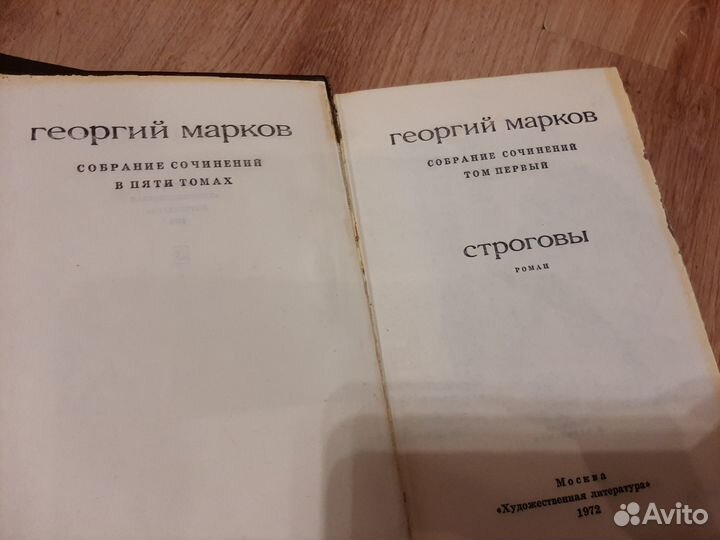 георгий марков
СОБРАНИЕ СОЧИНЕНИЙ
В ПЯТИ ТОМАХ
георгий марков
СОБРАНИЕ СОЧИНЕНИЙ
ТОМ ПЕРВЫЙ
строговы
РОМАН
Москва
«Художественная литература»
1972
Avito